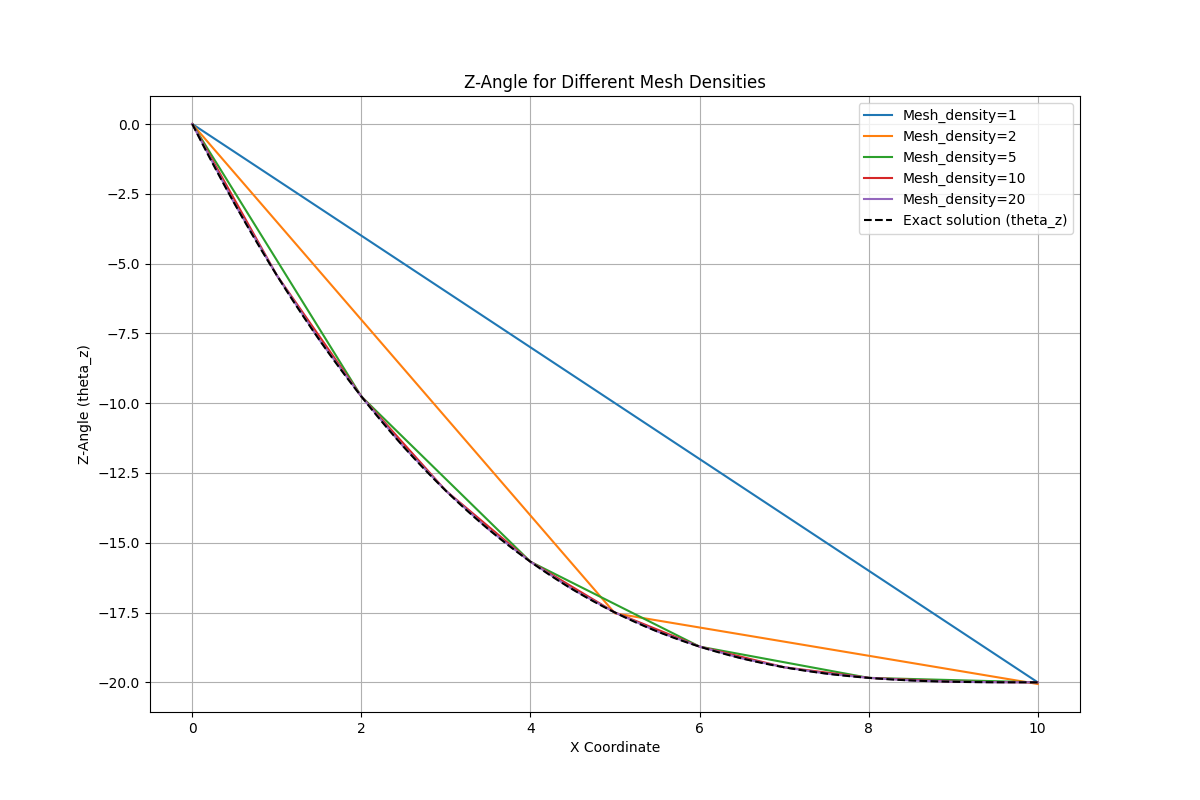 Z-Angle for Different Mesh Densities
Mesh_density=1
Mesh_density=2
Mesh_density=5
Mesh_density=10
Mesh_density=20
Exact solution (theta_z)
Z-Angle (theta_z)
0.0
−2.5
−5.0
−7.5
−10.0
−12.5
−15.0
−17.5
−20.0
0 2 4 6 8 10
X Coordinate